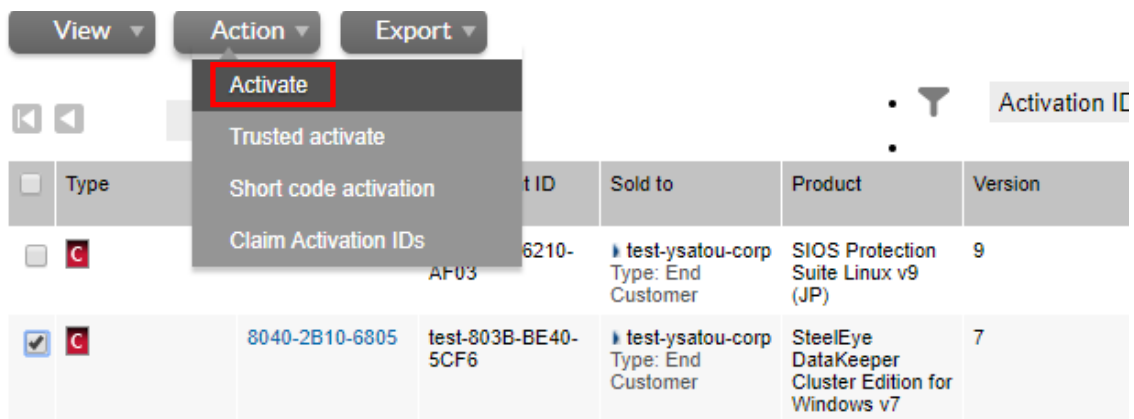 View Action Export
Activate
Activation ID
Trusted activate
Type t ID Sold to Product Version
Short code activation
Claim Activation IDs
C 6210- test-ysatou-corp SIOS Protection 9
AF03 Type: End Suite Linux v9
Customer (JP)
C 8040-2B10-6805 test-803B-BE40- test-ysatou-corp SteelEye 7
5CF6 Type: End DataKeeper
Customer Cluster Edition for
Windows v7